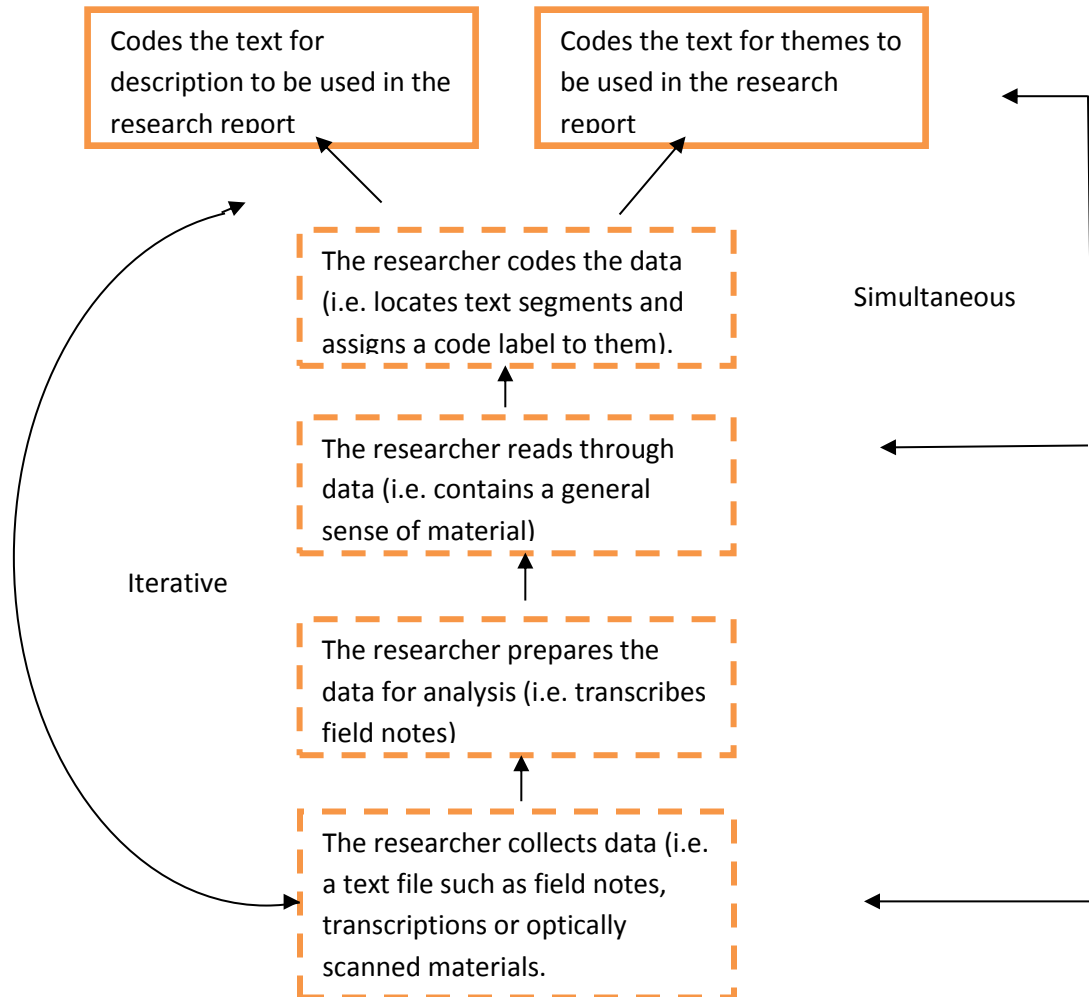 Codes the text for
description to be used in the
research report
Codes the text for themes to
be used in the research
report
The researcher codes the data
(i.e. locates text segments and
assigns a code label to them).
Simultaneous
The researcher reads through
data (i.e. contains a general
sense of material)
Iterative
The researcher prepares the
data for analysis (i.e. transcribes
field notes)
The researcher collects data (i.e.
a text file such as field notes,
transcriptions or optically
scanned materials.